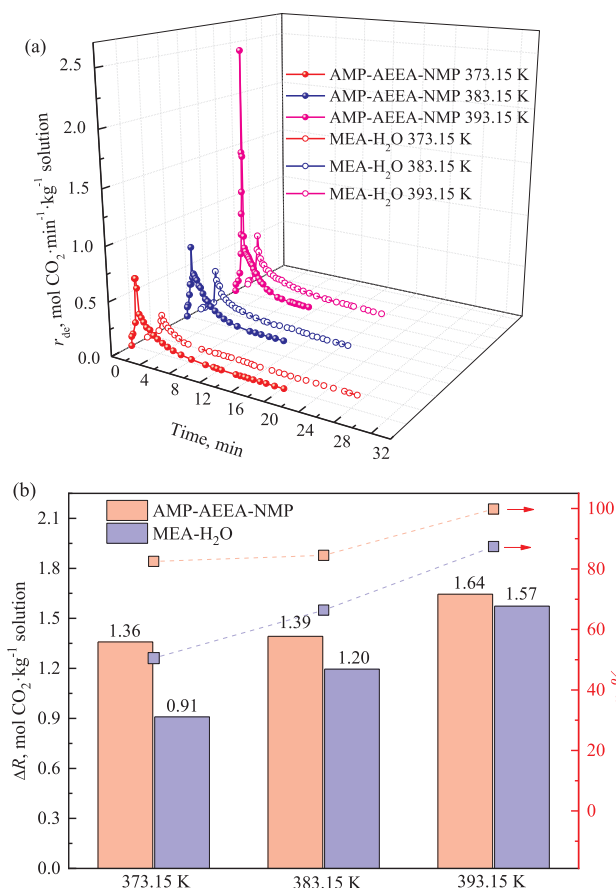 (a)
2.5
2.0
1.5
1.0
0.5
0.0
r_de, mol CO₂·min⁻¹·kg⁻¹ solution
AMP-AEEA-NMP 373.15 K
AMP-AEEA-NMP 383.15 K
AMP-AEEA-NMP 393.15 K
MEA-H₂O 373.15 K
MEA-H₂O 383.15 K
MEA-H₂O 393.15 K
0 4 8 12 16 20 24 28 32
Time, min
(b)
AMP-AEEA-NMP
MEA-H₂O
2.1
1.8
1.5
1.2
0.9
0.6
0.3
0.0
ΔR, mol CO₂·kg⁻¹ solution
1.36
0.91
1.39
1.20
1.64
1.57
100
80
60
40
20
0
%
373.15 K 383.15 K 393.15 K